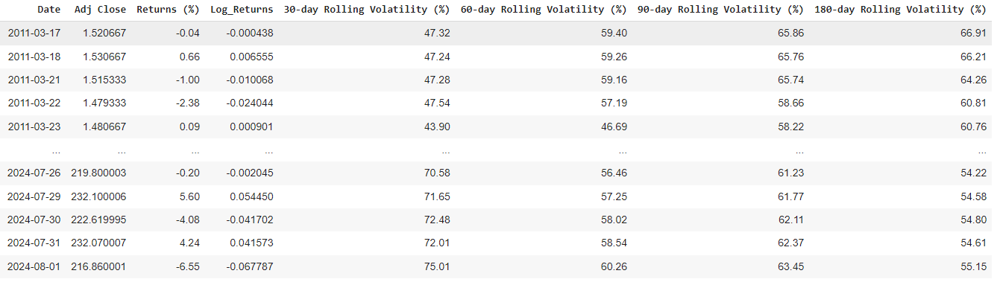 Date Adj Close Returns (%) Log_Returns 30-day Rolling Volatility (%) 60-day Rolling Volatility (%) 90-day Rolling Volatility (%) 180-day Rolling Volatility (%)
2011-03-17 1.520667 -0.04 -0.000438 47.32 59.40 65.86 66.91
2011-03-18 1.530667 0.66 0.006555 47.24 59.26 65.76 66.21
2011-03-21 1.515333 -1.00 -0.010068 47.28 59.16 65.74 64.26
2011-03-22 1.479333 -2.38 -0.024044 47.54 57.19 58.66 60.81
2011-03-23 1.480667 0.09 0.000901 43.90 46.69 58.22 60.76
... ... ... ... ... ... ... ...
2024-07-26 219.800003 -0.20 -0.002045 70.58 56.46 61.23 54.22
2024-07-29 232.100006 5.60 0.054450 71.65 57.25 61.77 54.58
2024-07-30 222.619995 -4.08 -0.041702 72.48 58.02 62.11 54.80
2024-07-31 232.070007 4.24 0.041573 72.01 58.54 62.37 54.61
2024-08-01 216.860001 -6.55 -0.067787 75.01 60.26 63.45 55.15